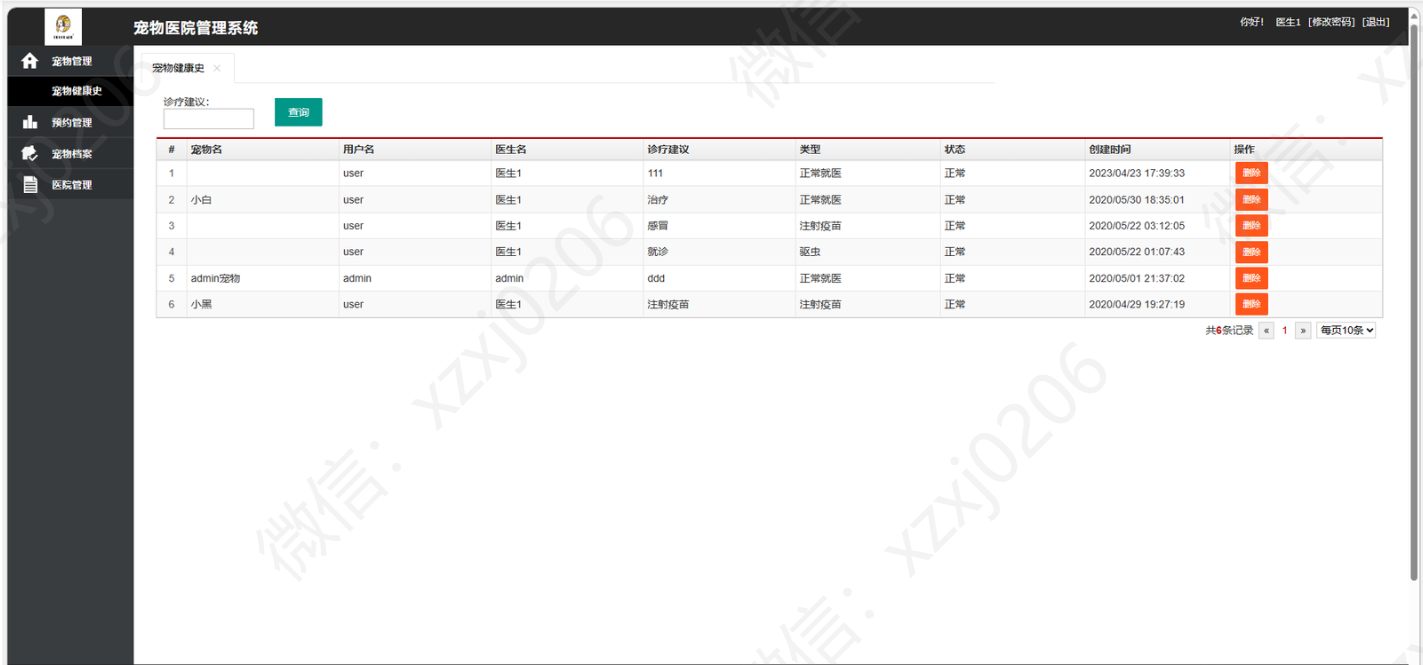 宠物医院管理系统
你好! 医生1 [修改密码] [退出]
宠物管理
宠物健康史
预约管理
宠物档案
医院管理
宠物健康史 ×
诊疗建议:
查询
# 宠物名 用户名 医生名 诊疗建议 类型 状态 创建时间 操作
1 user 医生1 111 正常就医 正常 2023/04/23 17:39:33 删除
2 小白 user 医生1 治疗 正常就医 正常 2020/05/30 18:35:01 删除
3 user 医生1 感冒 注射疫苗 正常 2020/05/22 03:12:05 删除
4 user 医生1 就诊 驱虫 正常 2020/05/22 01:07:43 删除
5 admin宠物 admin admin ddd 正常就医 正常 2020/05/01 21:37:02 删除
6 小黑 user 医生1 注射疫苗 注射疫苗 正常 2020/04/29 19:27:19 删除
共6条记录 « 1 » 每页10条
微信: xzxj0206